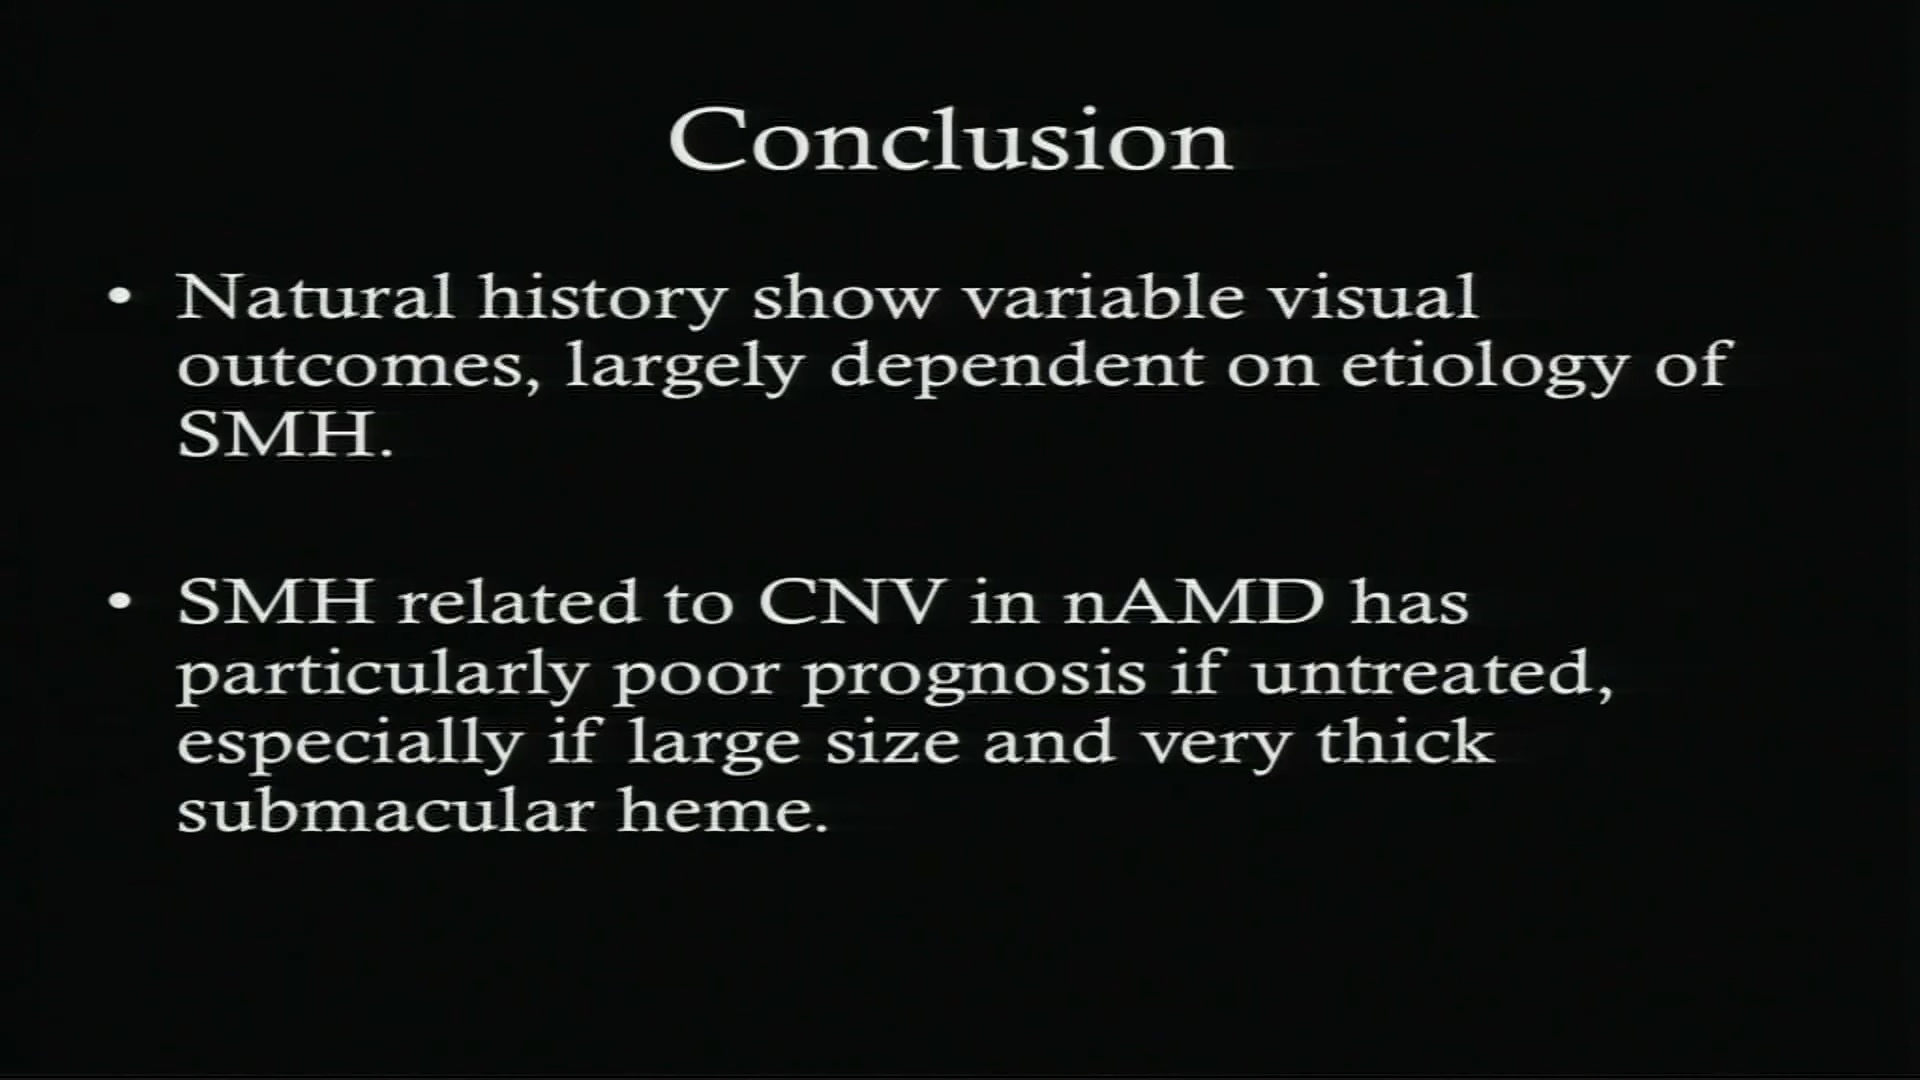 Conclusion
• Natural history show variable visual
outcomes, largely dependent on etiology of
SMH.
• SMH related to CNV in nAMD has
particularly poor prognosis if untreated,
especially if large size and very thick
submacular heme.